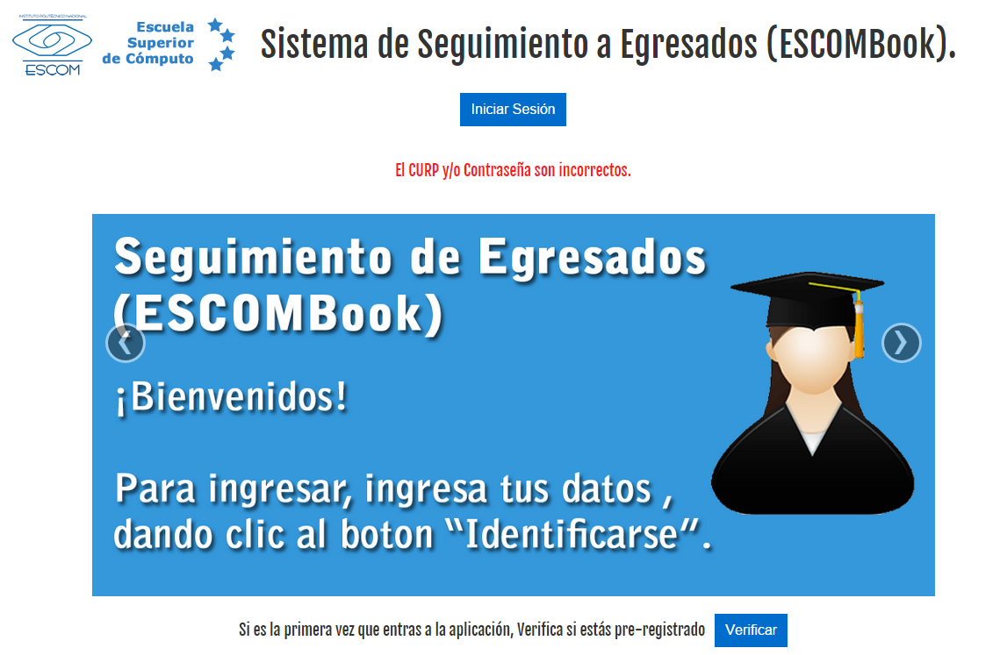 INSTITUTO POLITÉCNICO NACIONAL
ESCOM
Escuela
Superior
de Cómputo
Sistema de Seguimiento a Egresados (ESCOMBook).
Iniciar Sesión
El CURP y/o Contraseña son incorrectos.
Seguimiento de Egresados
(ESCOMBook)
¡Bienvenidos!
Para ingresar, ingresa tus datos ,
dando clic al boton “Identificarse”.
Si es la primera vez que entras a la aplicación, Verifica si estás pre-registrado
Verificar